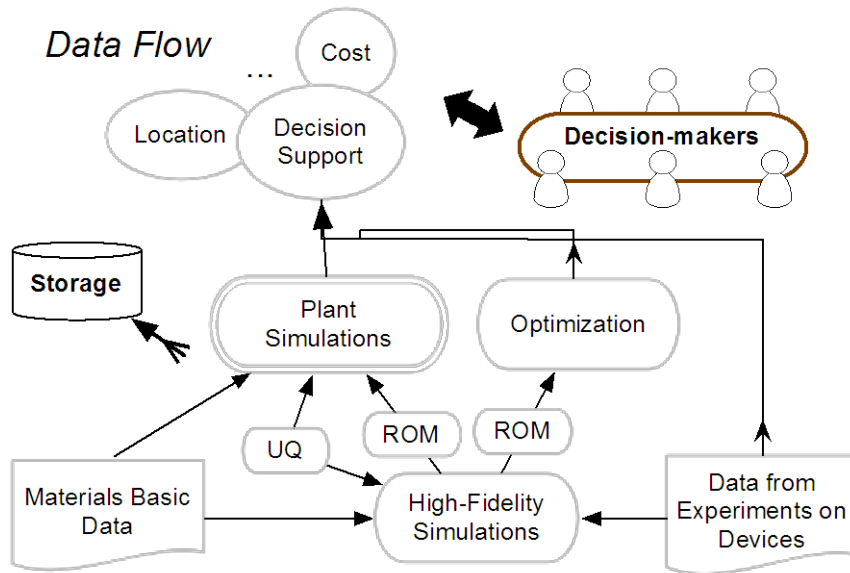 Data Flow
Cost
...
Location
Decision
Support
Decision-makers
Storage
Plant
Simulations
Optimization
UQ
ROM
ROM
Materials Basic
Data
High-Fidelity
Simulations
Data from
Experiments on
Devices